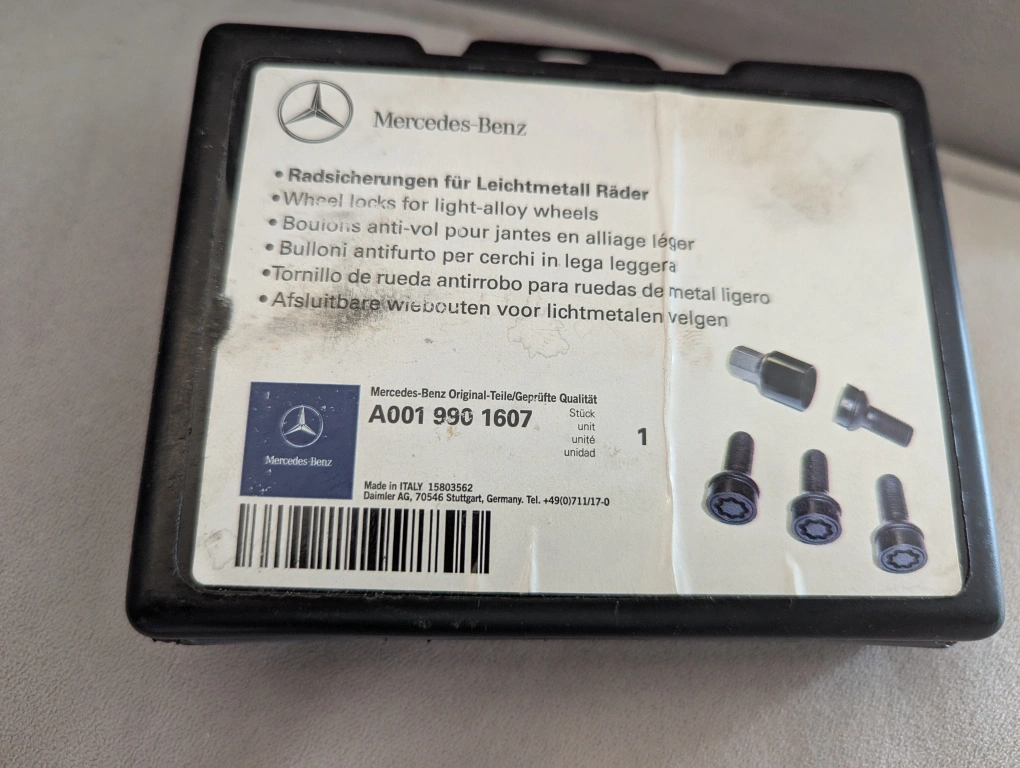 Mercedes-Benz
• Radsicherungen für Leichtmetall Räder
• Wheel locks for light-alloy wheels
• Boulons anti-vol pour jantes en alliage léger
• Bulloni antifurto per cerchi in lega leggera
• Tornillo de rueda antirrobo para ruedas de metal ligero
• Afsluitbare wiebouten voor lichtmetalen velgen
Mercedes-Benz
Mercedes-Benz Original-Teile/Geprüfte Qualität
A001 990 1607
Stück
unit
unité
unidad
1
Made in ITALY 15803562
Daimler AG, 70546 Stuttgart, Germany. Tel. +49(0)711/17-0